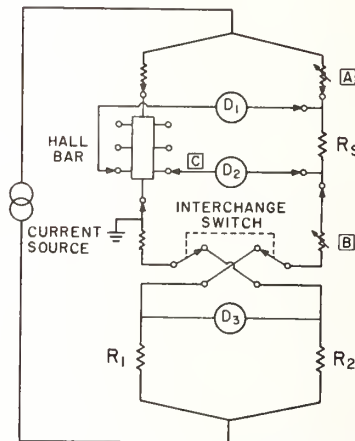 A
D1
HALL
BAR
RS
C
D2
INTERCHANGE
SWITCH
CURRENT
SOURCE
B
D3
R1
R2